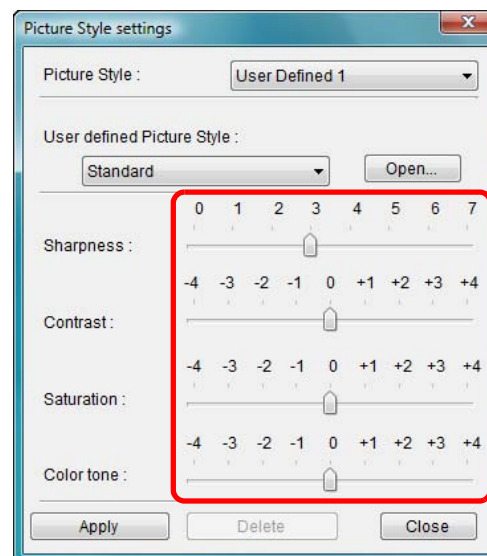 Picture Style settings
Picture Style : User Defined 1
User defined Picture Style :
Standard Open...
0 1 2 3 4 5 6 7
Sharpness :
-4 -3 -2 -1 0 +1 +2 +3 +4
Contrast :
-4 -3 -2 -1 0 +1 +2 +3 +4
Saturation :
-4 -3 -2 -1 0 +1 +2 +3 +4
Color tone :
Apply Delete Close